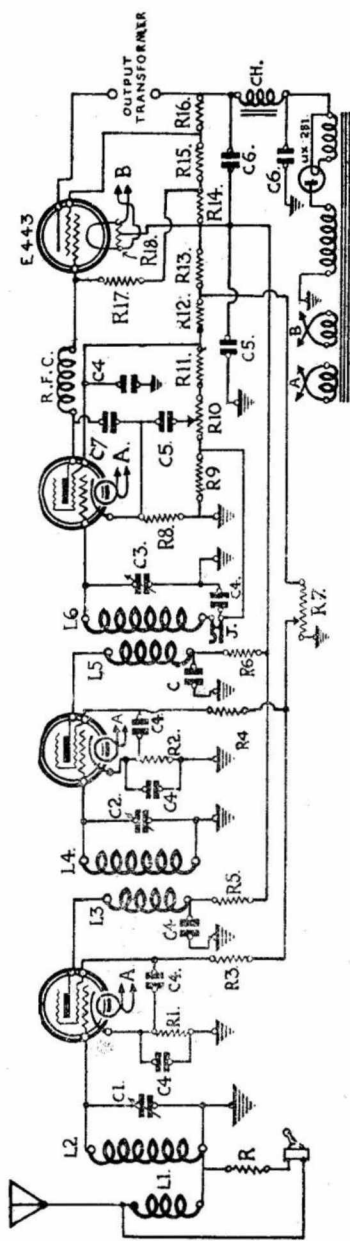 L1.
L2.
R
C1.
C4
R1.
C4.
A.
R3
L3
C4
R5.
L4.
C2.
C4
R2.
C4.
A
R4
L5
C
R6
L6
C3.
C4.
J.
R7.
R.F.C.
C7
C4
A.
R8.
C5.
R9
R10
R11.
E443
B
R18.
R17.
R12.
R13.
R14.
R15.
R16.
OUTPUT
TRANSFORMER
C5.
C6.
C6.
CH.
UX-281.
A
B